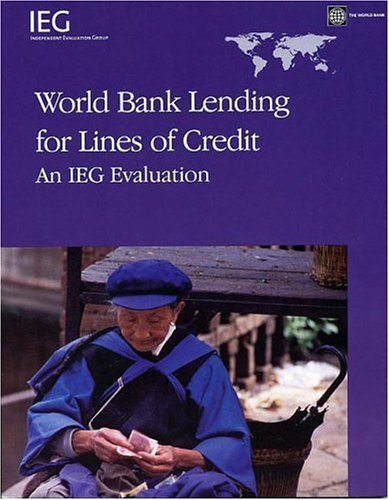 IEG
INDEPENDENT EVALUATION GROUP
THE WORLD BANK
World Bank Lending
for Lines of Credit
An IEG Evaluation